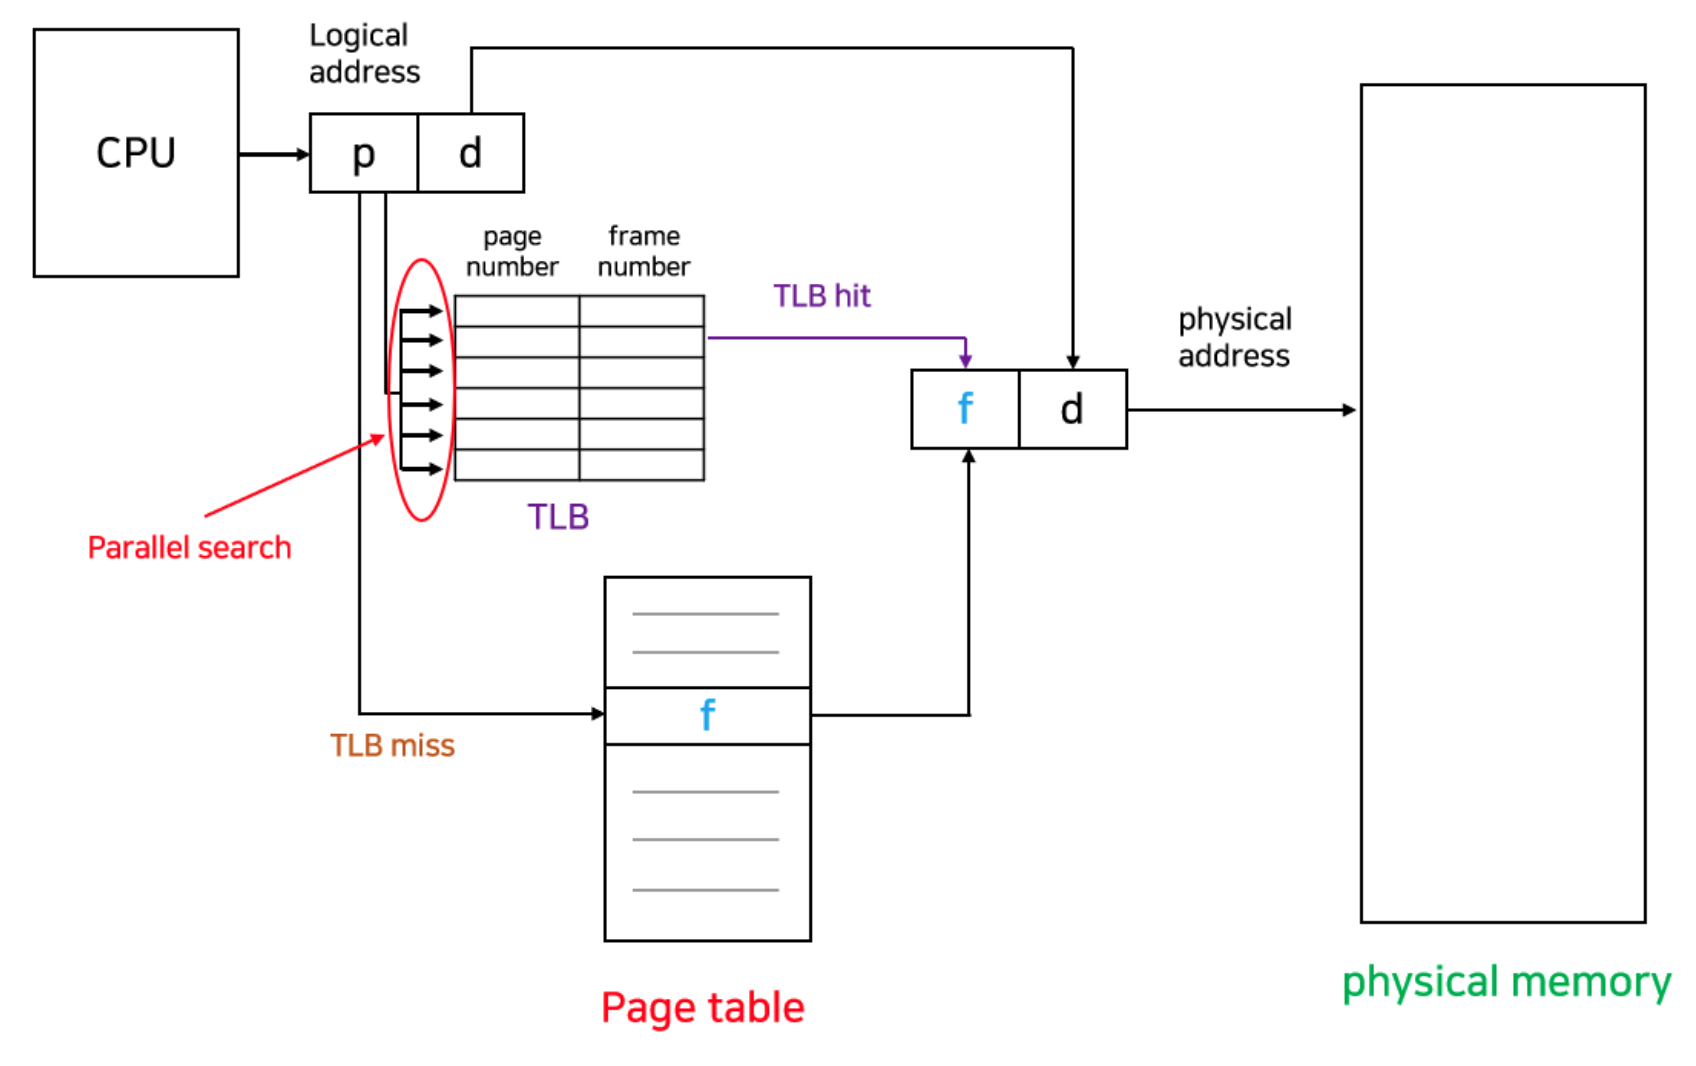 Logical
address
CPU
p
d
page
number
frame
number
TLB hit
physical
address
f
d
TLB
Parallel search
f
TLB miss
physical memory
Page table